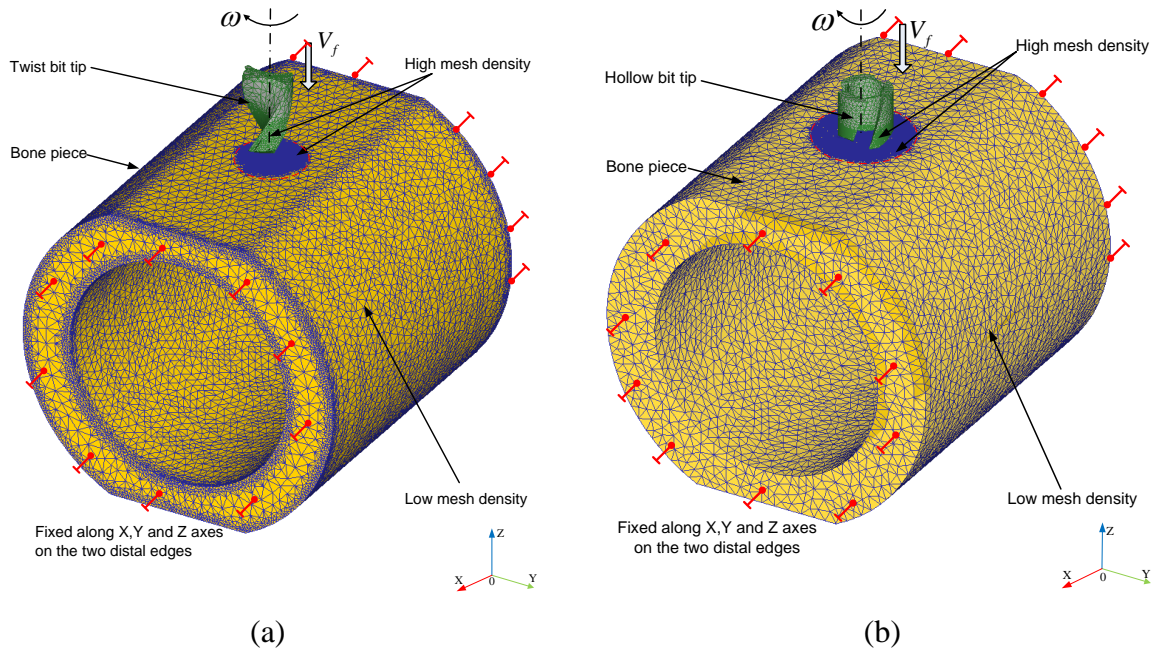 ω
V_f
Twist bit tip
High mesh density
Bone piece
Low mesh density
Fixed along X,Y and Z axes
on the two distal edges
Z
X
0
Y
(a)
ω
V_f
High mesh density
Hollow bit tip
Bone piece
Low mesh density
Fixed along X,Y and Z axes
on the two distal edges
Z
X
0
Y
(b)